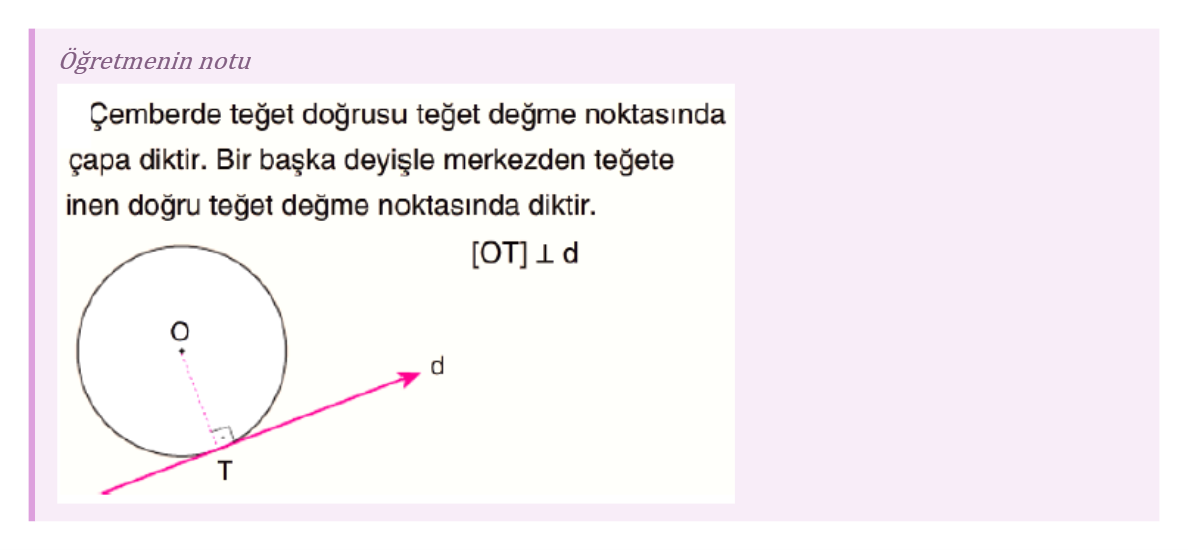 Öğretmenin notu
Çemberde teğet doğrusu teğet değme noktasında
çapa diktir. Bir başka deyişle merkezden teğete
inen doğru teğet değme noktasında diktir.
[OT] ⊥ d
O
d
T